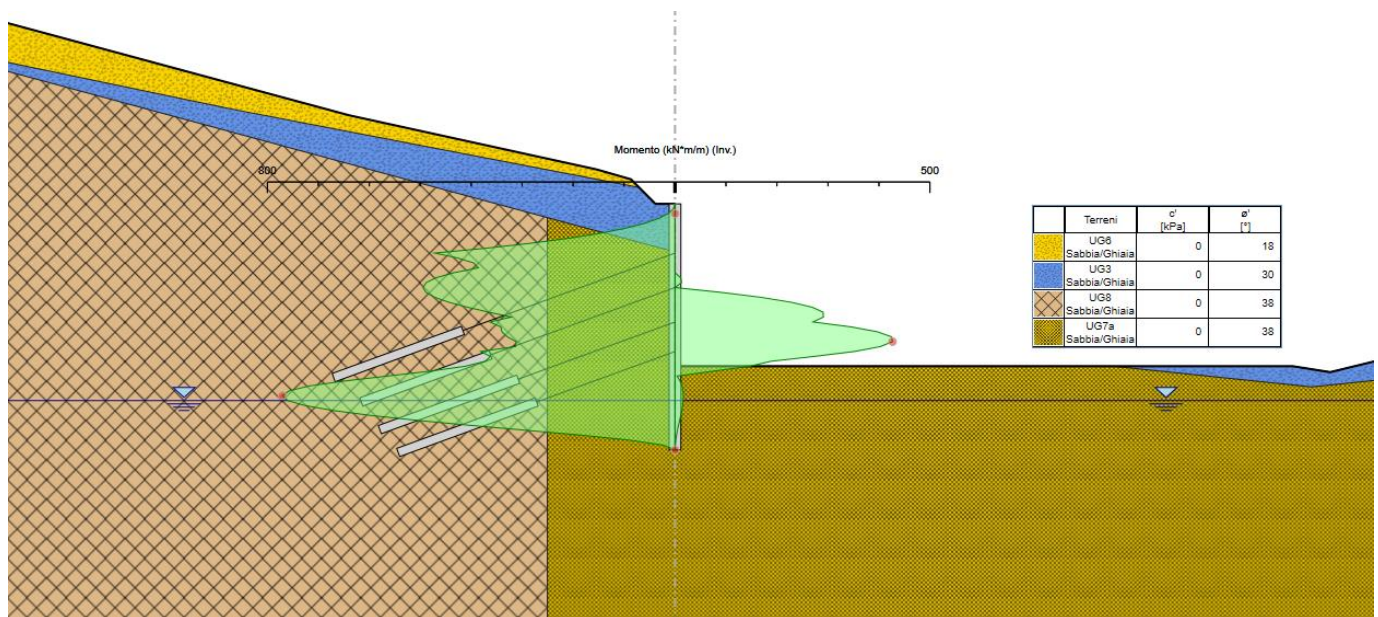 Momento (kN*m/m) (Inv.)
800
500
Terreni
c'
[kPa]
ø'
[°]
UG6
Sabbia/Ghiaia
0
18
UG3
Sabbia/Ghiaia
0
30
UG8
Sabbia/Ghiaia
0
38
UG7a
Sabbia/Ghiaia
0
38